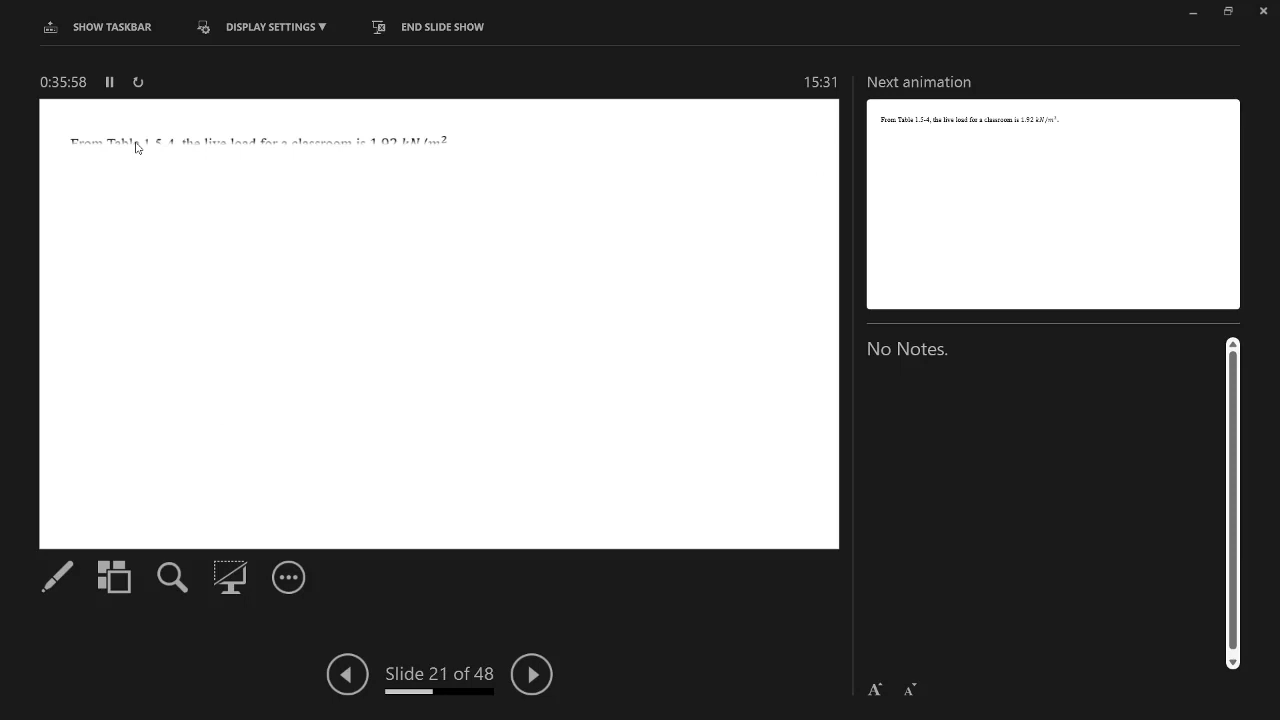 SHOW TASKBAR
DISPLAY SETTINGS ▼
END SLIDE SHOW
0:35:58
15:31
Next animation
From Table 1.5-4, the live load for a classroom is 1.92 kN/m²
From Table 1.5-4, the live load for a classroom is 1.92 kN/m².
No Notes.
Slide 21 of 48
A A